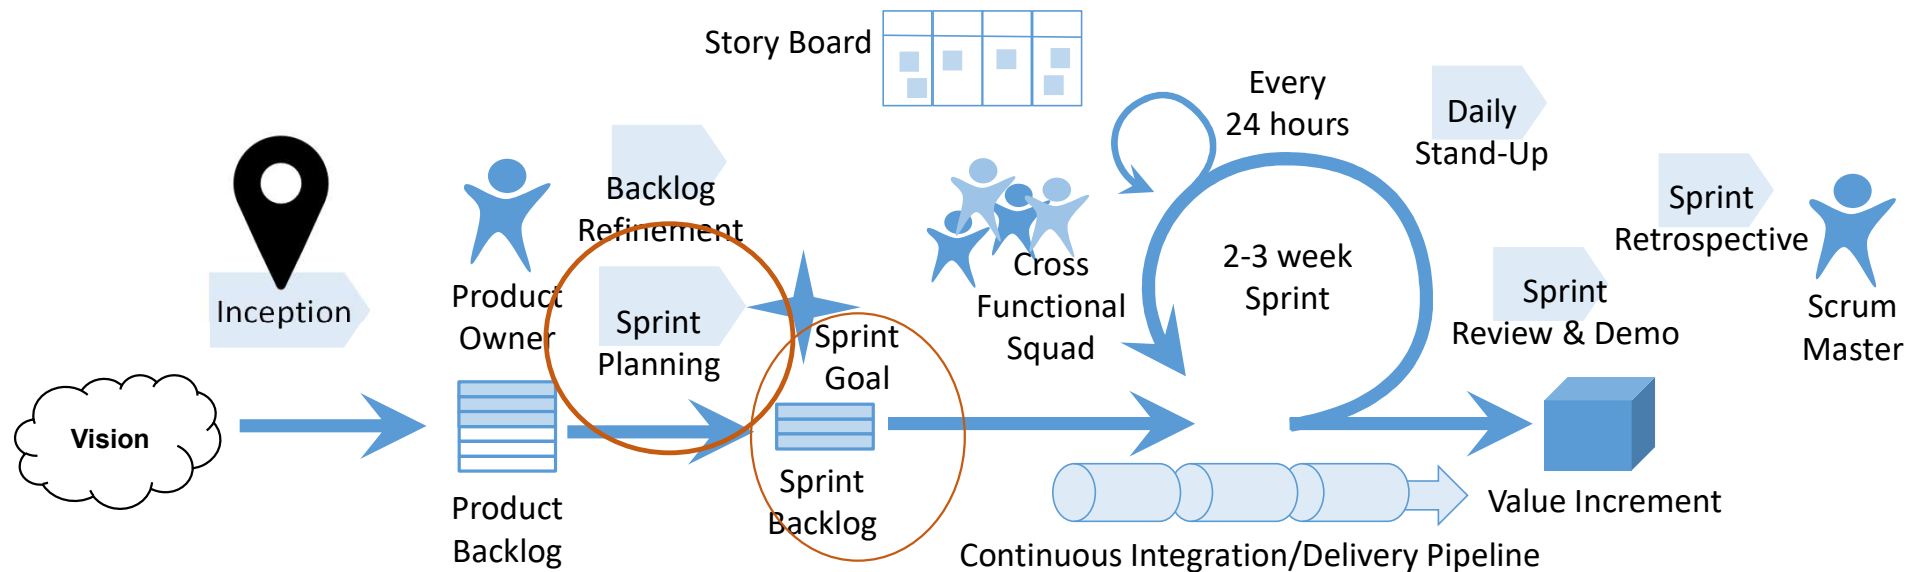 Story Board
Every
24 hours
Daily
Stand-Up
Backlog
Refinement
Sprint
Retrospective
Inception
Product
Owner
Sprint
Planning
Sprint
Goal
Cross
Functional
Squad
2-3 week
Sprint
Sprint
Review & Demo
Scrum
Master
Vision
Product
Backlog
Sprint
Backlog
Value Increment
Continuous Integration/Delivery Pipeline